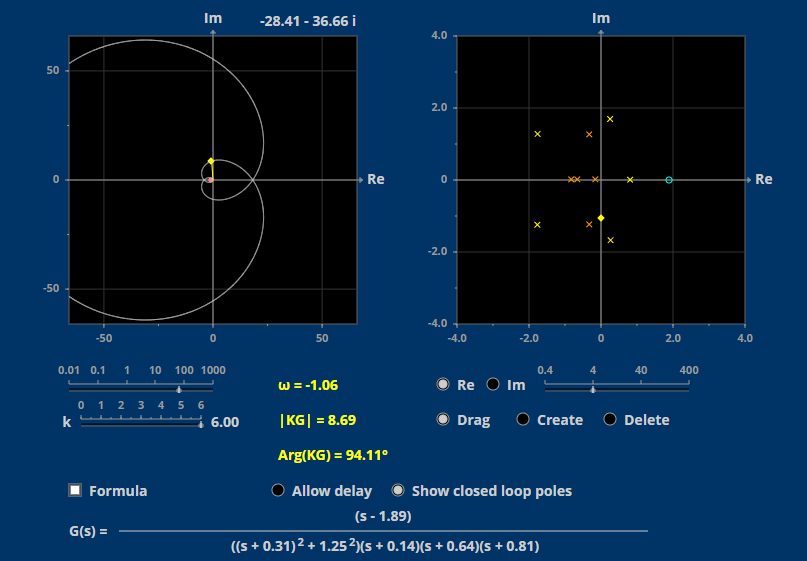 Im
-28.41 - 36.66 i
Im
50
0
-50
Re
-50 0 50
4.0
2.0
0
-2.0
-4.0
Re
-4.0 -2.0 0 2.0 4.0
0.01 0.1 1 10 100 1000
0 1 2 3 4 5 6
k 6.00
ω = -1.06
|KG| = 8.69
Arg(KG) = 94.11°
Re Im
0.4 4 40 400
Drag Create Delete
Formula
Allow delay Show closed loop poles
G(s) =
(s - 1.89)
((s + 0.31)² + 1.25²)(s + 0.14)(s + 0.64)(s + 0.81)